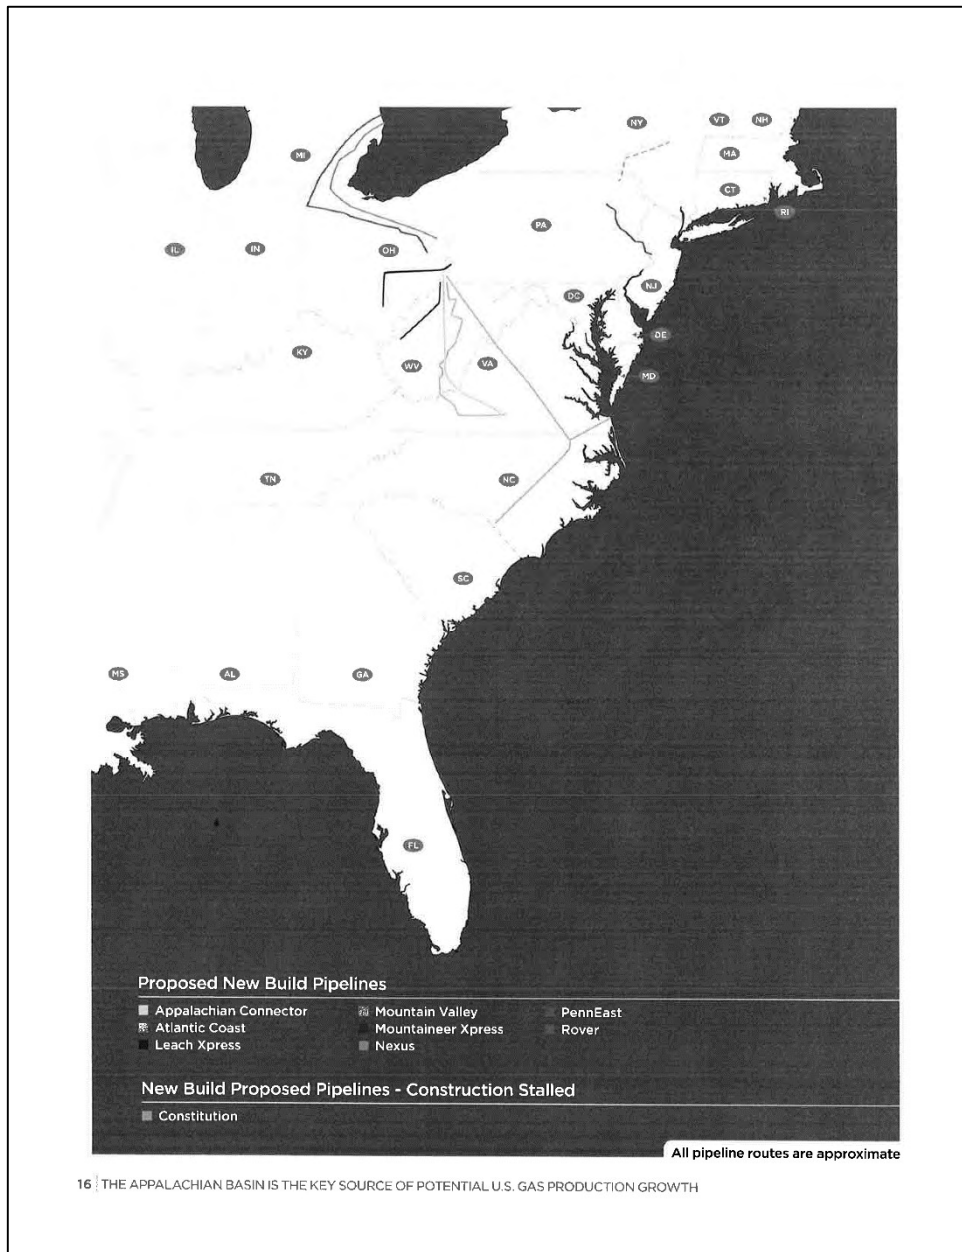 NY
VT
NH
MI
MA
CT
RI
PA
IL
IN
OH
NJ
DC
DE
KY
WV
VA
MD
TN
NC
SC
MS
AL
GA
FL
Proposed New Build Pipelines
Appalachian Connector
Mountain Valley
PennEast
Atlantic Coast
Mountaineer Xpress
Rover
Leach Xpress
Nexus
New Build Proposed Pipelines - Construction Stalled
Constitution
All pipeline routes are approximate
16 THE APPALACHIAN BASIN IS THE KEY SOURCE OF POTENTIAL U.S. GAS PRODUCTION GROWTH